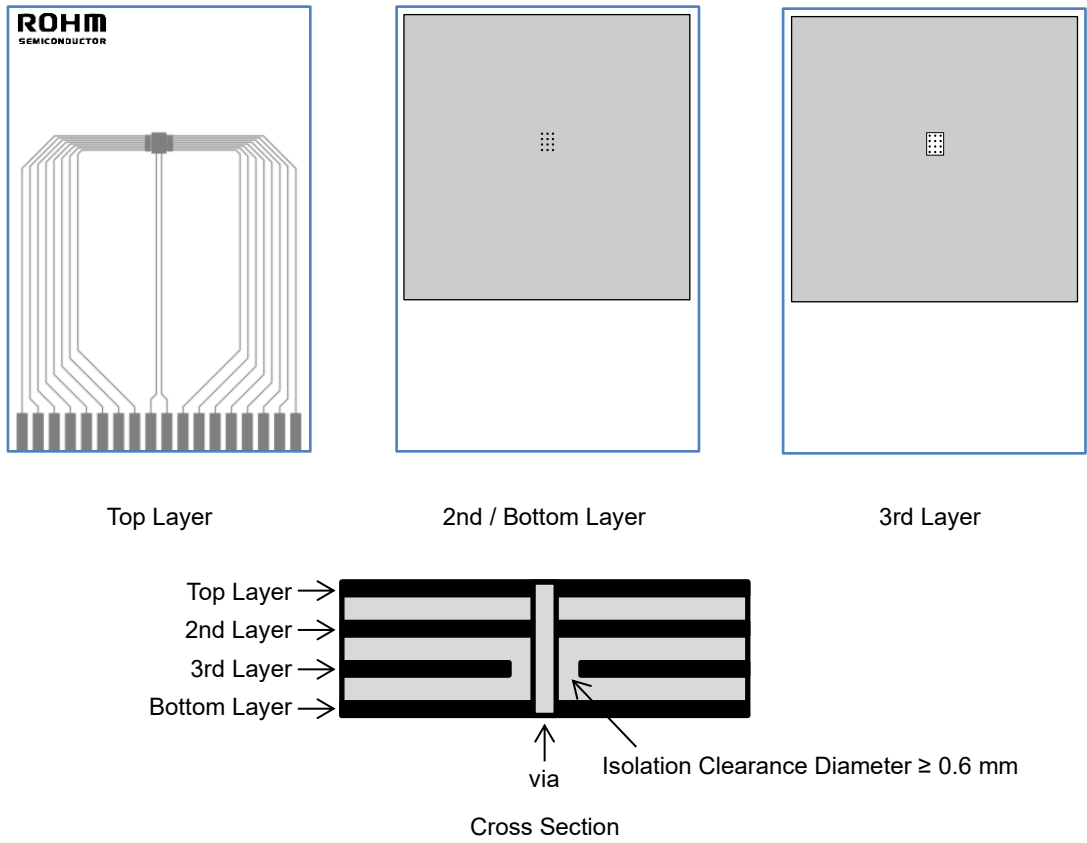 ROHM
SEMICONDUCTOR
Top Layer
2nd / Bottom Layer
3rd Layer
Top Layer
2nd Layer
3rd Layer
Bottom Layer
Isolation Clearance Diameter ≥ 0.6 mm
via
Cross Section